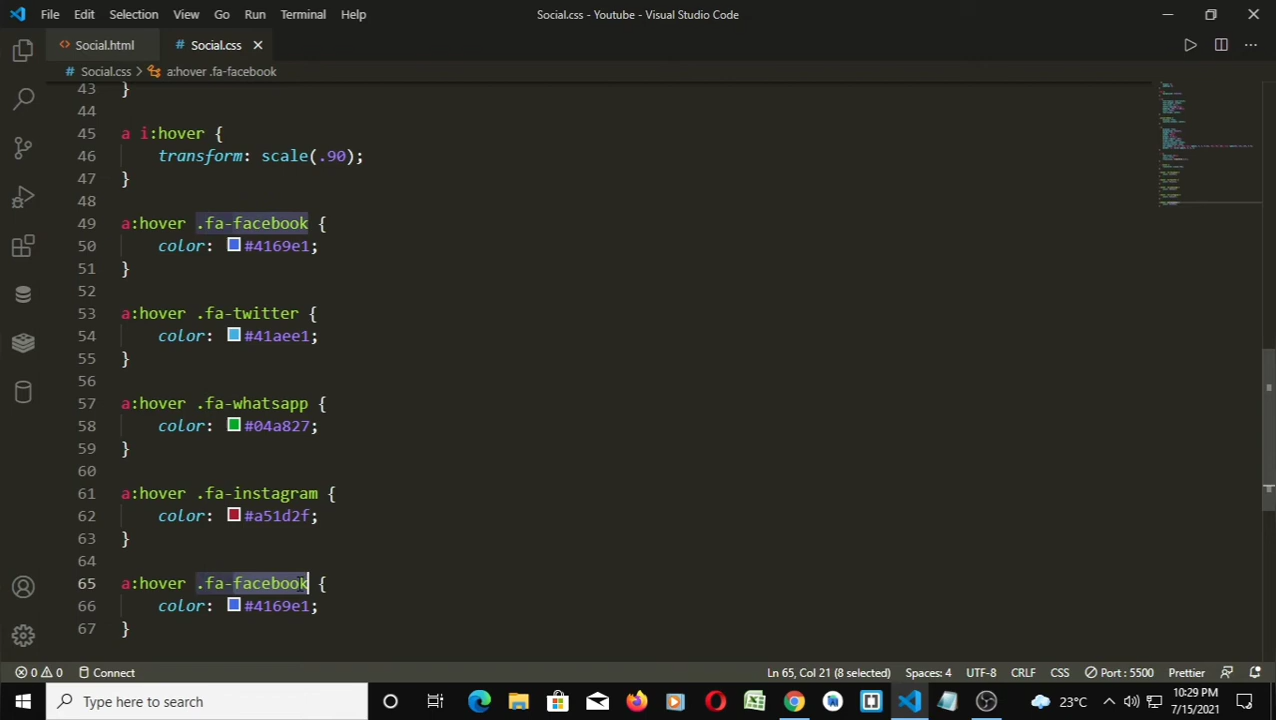 File Edit Selection View Go Run Terminal Help Social.css - Youtube - Visual Studio Code
Social.html # Social.css
# Social.css > a:hover .fa-facebook
43 }
44
45 a i:hover {
46 transform: scale(.90);
47 }
48
49 a:hover .fa-facebook {
50 color: #4169e1;
51 }
52
53 a:hover .fa-twitter {
54 color: #41aee1;
55 }
56
57 a:hover .fa-whatsapp {
58 color: #04a827;
59 }
60
61 a:hover .fa-instagram {
62 color: #a51d2f;
63 }
64
65 a:hover .fa-facebook {
66 color: #4169e1;
67 }
0 0 Connect Ln 65, Col 21 (8 selected) Spaces: 4 UTF-8 CRLF CSS Port : 5500 Prettier
Type here to search 23°C 10:29 PM
7/15/2021